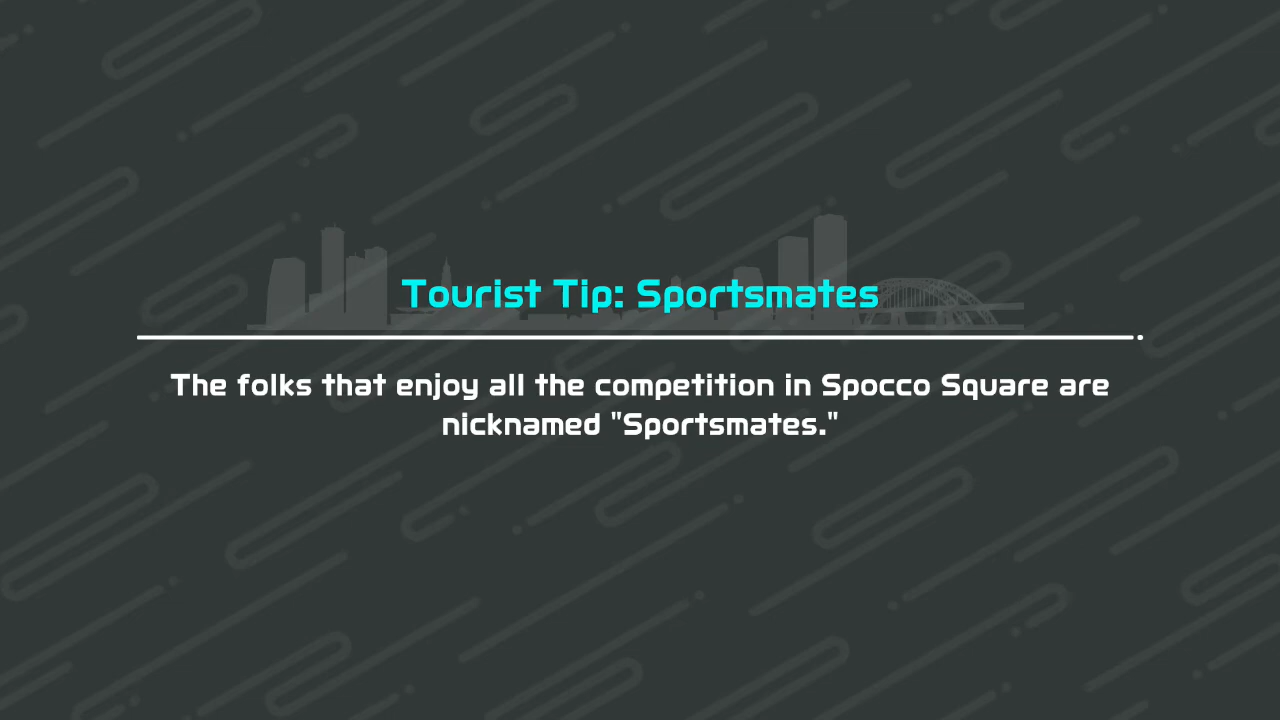 Tourist Tip: Sportsmates
The folks that enjoy all the competition in Spocco Square are
nicknamed "Sportsmates."